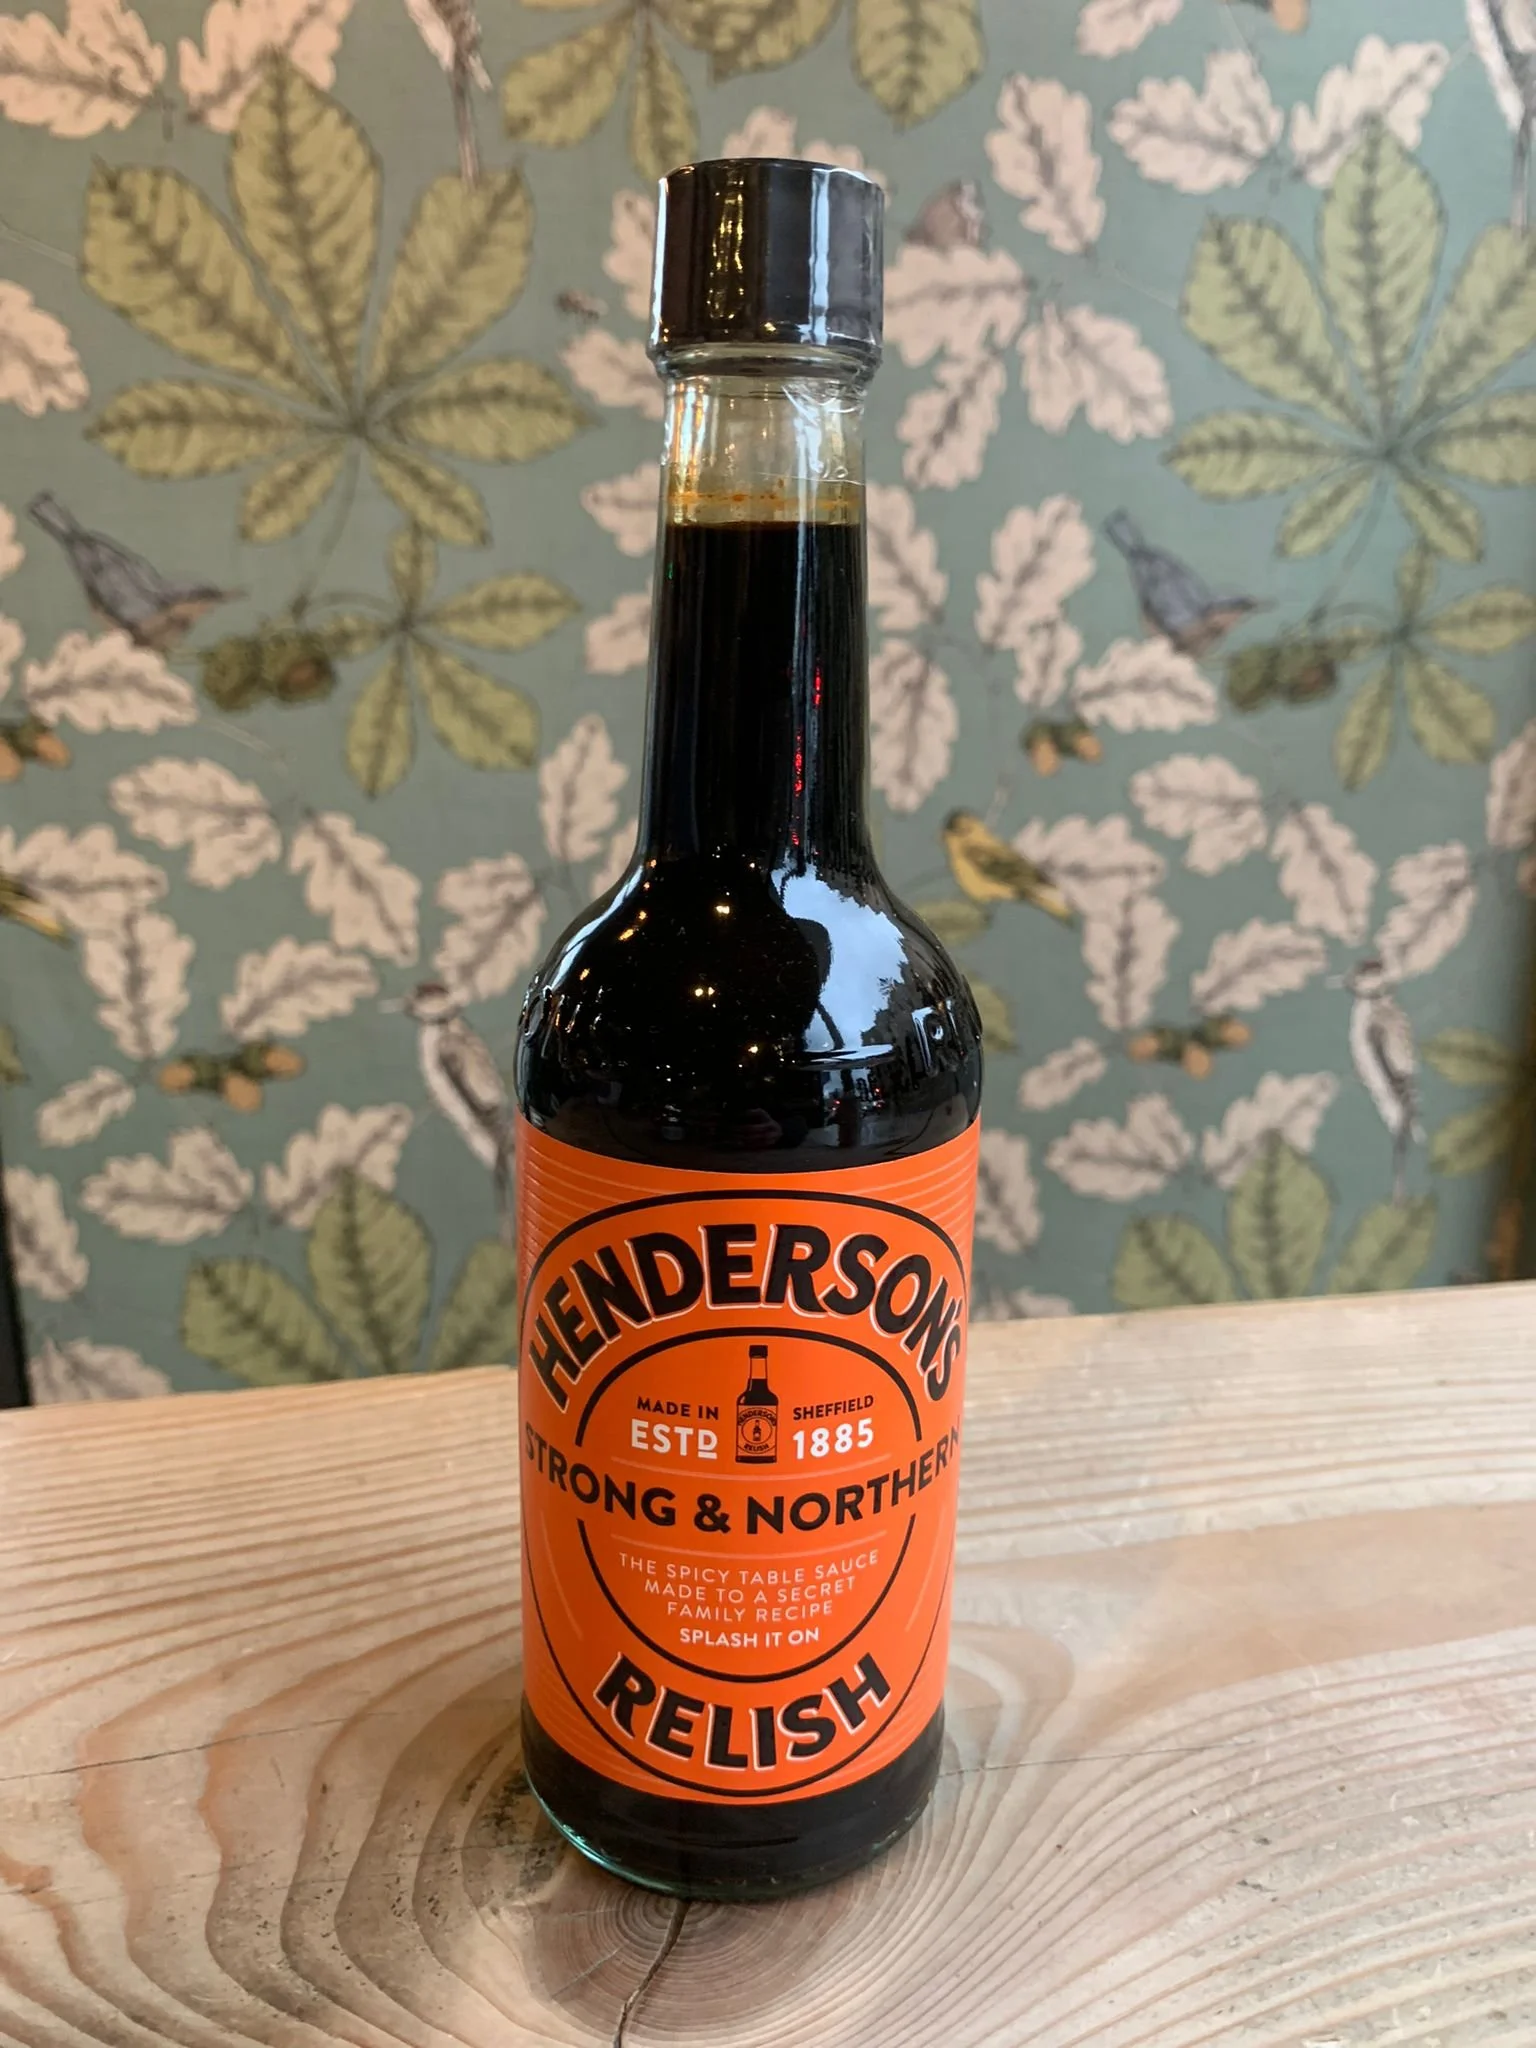 HENDERSON'S
MADE IN SHEFFIELD
ESTD 1885
STRONG & NORTHERN
THE SPICY TABLE SAUCE
MADE TO A SECRET
FAMILY RECIPE
SPLASH IT ON
RELISH